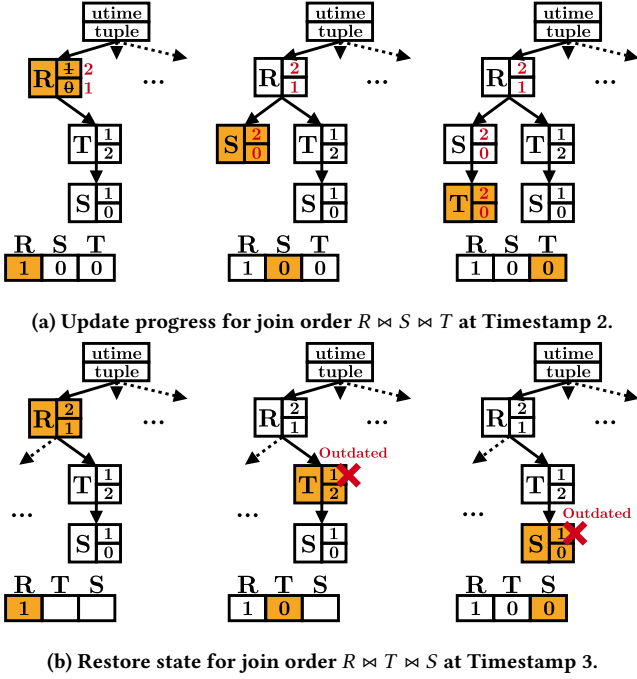 utime
tuple
R 1 2
0 1
...
T 1
2
S 1
0
R S T
1 0 0
utime
tuple
R 2
1
...
S 2
0
T 1
2
S 1
0
R S T
1 0 0
utime
tuple
R 2
1
...
S 2
0
T 1
2
T 2
0
S 1
0
R S T
1 0 0
(a) Update progress for join order R ⋈ S ⋈ T at Timestamp 2.
utime
tuple
R 2
1
...
T 1
2
...
S 1
0
R T S
1
utime
tuple
R 2
1
...
Outdated
T 1
2
...
S 1
0
R T S
1 0
utime
tuple
R 2
1
...
T 1
2
...
Outdated
S 1
0
R T S
1 0 0
(b) Restore state for join order R ⋈ T ⋈ S at Timestamp 3.